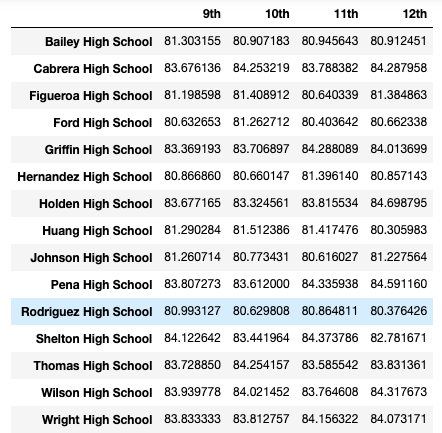 9th 10th 11th 12th
Bailey High School 81.303155 80.907183 80.945643 80.912451
Cabrera High School 83.676136 84.253219 83.788382 84.287958
Figueroa High School 81.198598 81.408912 80.640339 81.384863
Ford High School 80.632653 81.262712 80.403642 80.662338
Griffin High School 83.369193 83.706897 84.288089 84.013699
Hernandez High School 80.866860 80.660147 81.396140 80.857143
Holden High School 83.677165 83.324561 83.815534 84.698795
Huang High School 81.290284 81.512386 81.417476 80.305983
Johnson High School 81.260714 80.773431 80.616027 81.227564
Pena High School 83.807273 83.612000 84.335938 84.591160
Rodriguez High School 80.993127 80.629808 80.864811 80.376426
Shelton High School 84.122642 83.441964 84.373786 82.781671
Thomas High School 83.728850 84.254157 83.585542 83.831361
Wilson High School 83.939778 84.021452 83.764608 84.317673
Wright High School 83.833333 83.812757 84.156322 84.073171